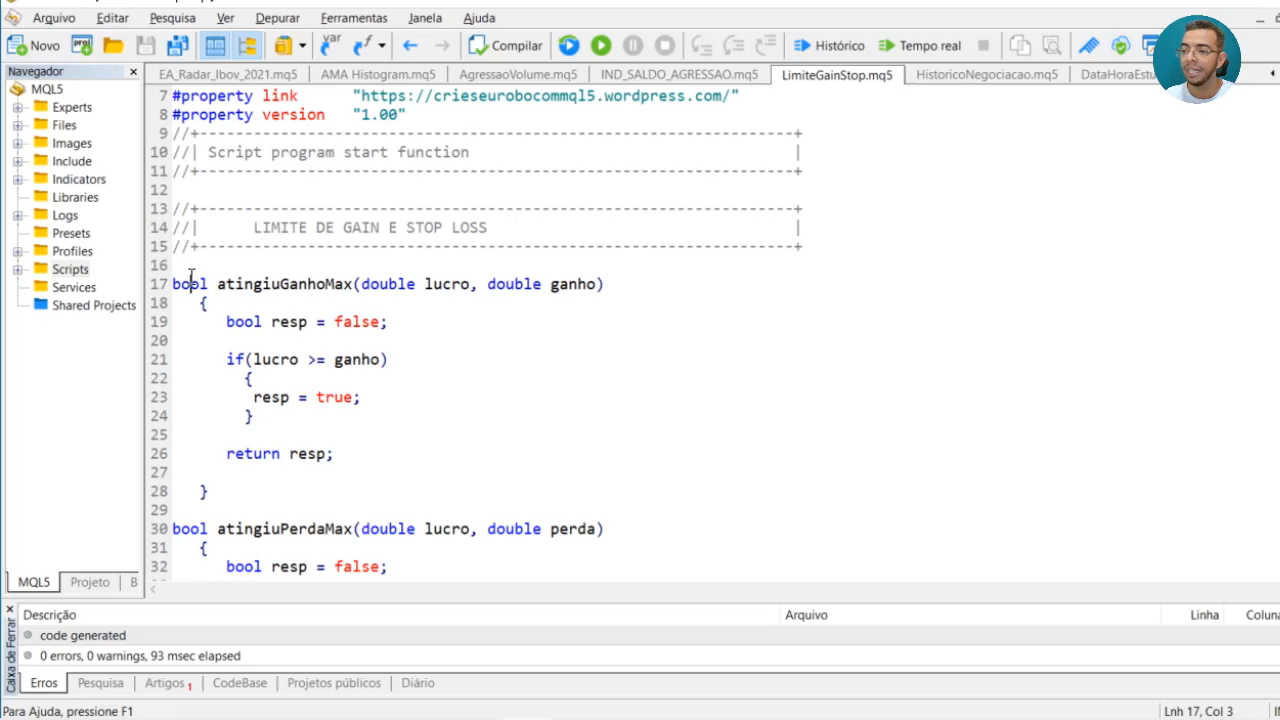 Arquivo Editar Pesquisa Ver Depurar Ferramentas Janela Ajuda
Novo Compilar Histórico Tempo real
Navegador
MQL5
Experts
Files
Images
Include
Indicators
Libraries
Logs
Presets
Profiles
Scripts
Services
Shared Projects
MQL5 Projeto B
EA_Radar_Ibov_2021.mq5 AMA Histogram.mq5 AgressaoVolume.mq5 IND_SALDO_AGRESSAO.mq5 LimiteGainStop.mq5 HistoricoNegociacao.mq5 DataHoraEstu
7 #property link "https://crieseurobocommql5.wordpress.com/"
8 #property version "1.00"
9 //+------------------------------------------------------------------+
10 //| Script program start function |
11 //+------------------------------------------------------------------+
12
13 //+------------------------------------------------------------------+
14 //| LIMITE DE GAIN E STOP LOSS |
15 //+------------------------------------------------------------------+
16
17 bool atingiuGanhoMax(double lucro, double ganho)
18 {
19 bool resp = false;
20
21 if(lucro >= ganho)
22 {
23 resp = true;
24 }
25
26 return resp;
27
28 }
29
30 bool atingiuPerdaMax(double lucro, double perda)
31 {
32 bool resp = false;
Caixa de Ferrar
Descrição Arquivo Linha Coluna
code generated
0 errors, 0 warnings, 93 msec elapsed
Erros Pesquisa Artigos 1 CodeBase Projetos públicos Diário
Para Ajuda, pressione F1 Lnh 17, Col 3